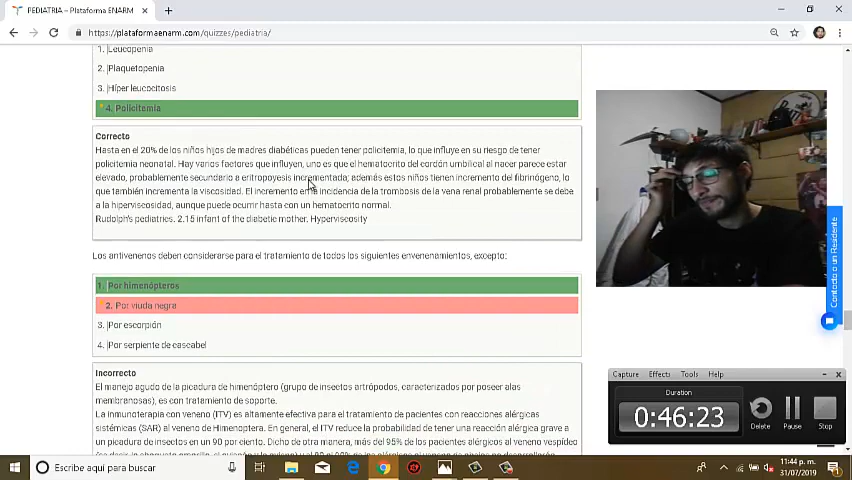 PEDIATRIA – Plataforma ENARM
https://plataformaenarm.com/quizzes/pediatria/
1. Leucopenia
2. Plaquetopenia
3. Híper leucocitosis
4. Policitemia
Correcto
Hasta en el 20% de los niños hijos de madres diabéticas pueden tener policitemia, lo que influye en su riesgo de tener
policitemia neonatal. Hay varios factores que influyen, uno es que el hematocrito del cordón umbilical al nacer parece estar
elevado, probablemente secundario a eritropoyesis incrementada; además estos niños tienen incremento del fibrinógeno, lo
que también incrementa la viscosidad. El incremento en la incidencia de la trombosis de la vena renal probablemente se debe
a la hiperviscosidad, aunque puede ocurrir hasta con un hematocrito normal.
Rudolph's pediatrics. 2.15 infant of the diabetic mother, Hyperviscosity
Los antivenenos deben considerarse para el tratamiento de todos los siguientes envenenamientos, excepto:
1. Por himenópteros
2. Por viuda negra
3. Por escorpión
4. Por serpiente de cascabel
Incorrecto
El manejo agudo de la picadura de himenóptero (grupo de insectos artrópodos, caracterizados por poseer alas
membranosas), es con tratamiento de soporte.
La inmunoterapia con veneno (ITV) es altamente efectiva para el tratamiento de pacientes con reacciones alérgicas
sistémicas (SAR) al veneno de Himenoptera. En general, el ITV reduce la probabilidad de tener una reacción alérgica grave a
un picadura de insectos en un 90 por ciento. Dicho de otra manera, más del 95% de los pacientes alérgicos al veneno vespídeo
Contacto a un Residente
Capture Effects Tools Help
Duration
0:46:23
Delete Pause Stop
Escribe aquí para buscar
11:44 p. m.
31/07/2019